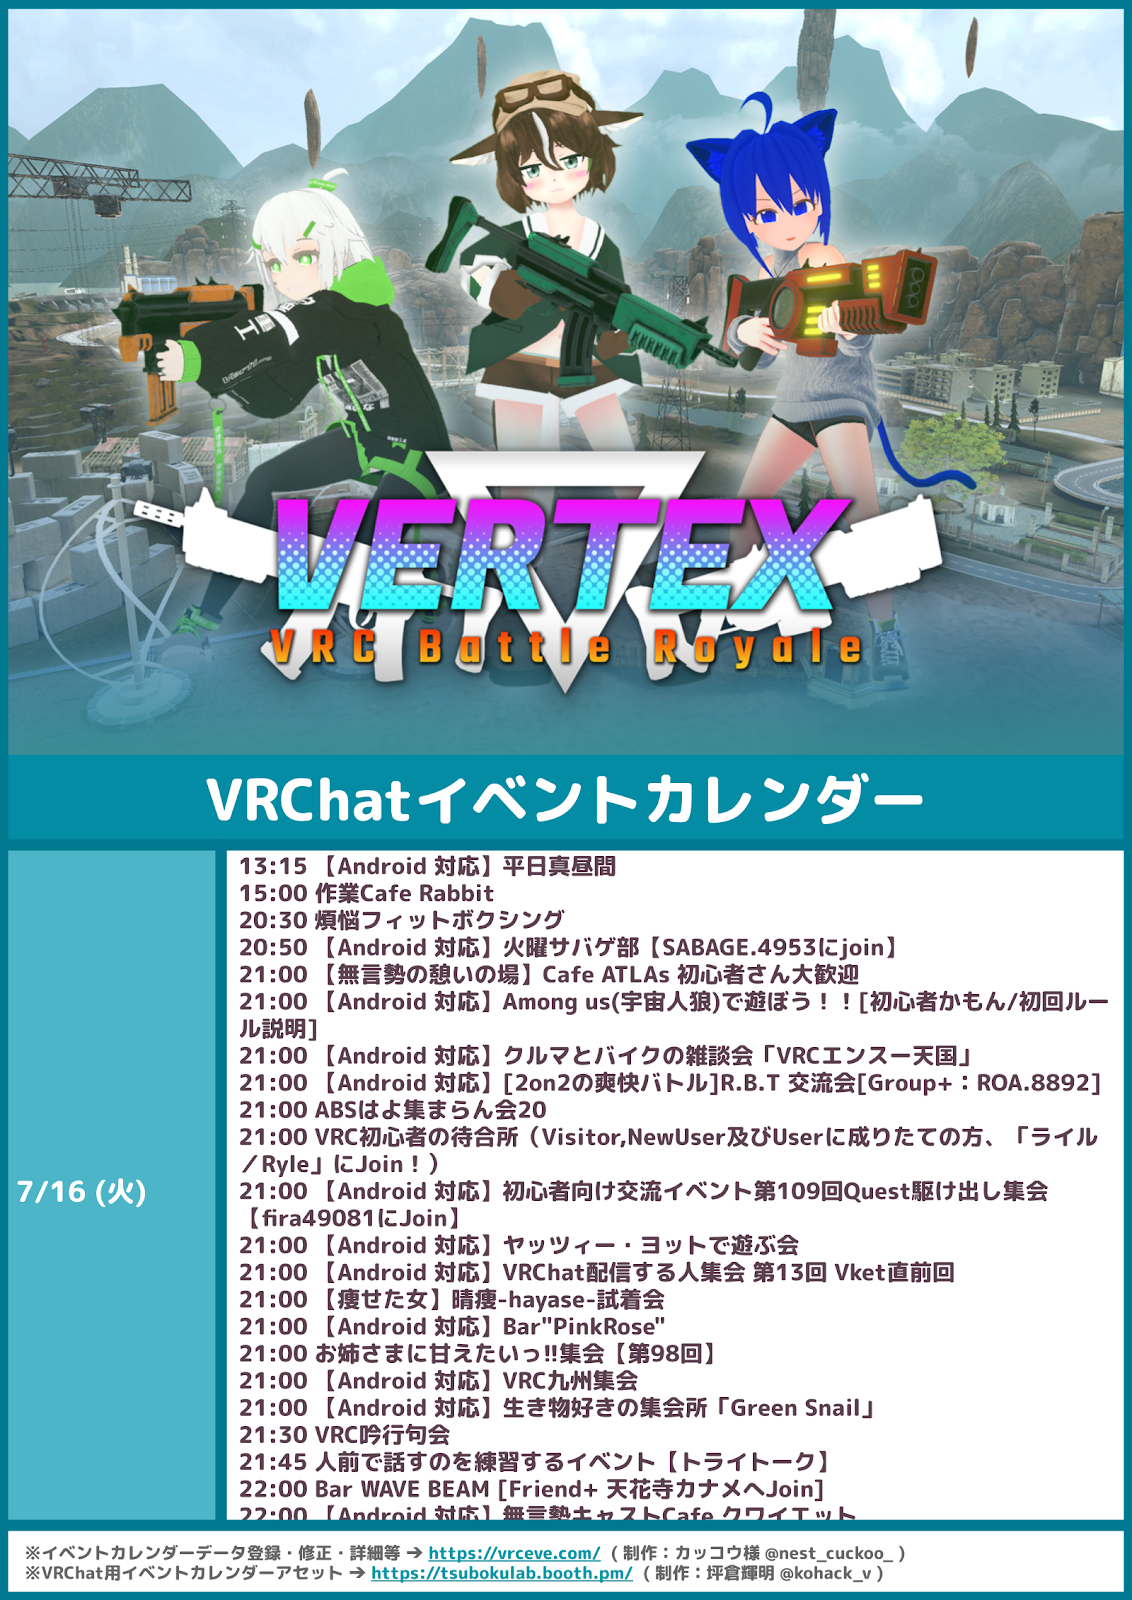 VERTEX
VRC Battle Royale
VRChatイベントカレンダー
7/16 (火)
13:15 【Android 対応】平日真昼間
15:00 作業Cafe Rabbit
20:30 煩悩フィットボクシング
20:50 【Android 対応】火曜サバゲ部【SABAGE.4953にjoin】
21:00 【無言勢の憩いの場】Cafe ATLAs 初心者さん大歓迎
21:00 【Android 対応】Among us(宇宙人狼)で遊ぼう！！[初心者かもん/初回ルー
ル説明]
21:00 【Android 対応】クルマとバイクの雑談会「VRCエンスー天国」
21:00 【Android 対応】[2on2の爽快バトル]R.B.T 交流会[Group+：ROA.8892]
21:00 ABSはよ集まらん会20
21:00 VRC初心者の待合所（Visitor,NewUser及びUserに成りたての方、「ライル
／Ryle」にJoin！）
21:00 【Android 対応】初心者向け交流イベント第109回Quest駆け出し集会
【fira49081にJoin】
21:00 【Android 対応】ヤッツィー・ヨットで遊ぶ会
21:00 【Android 対応】VRChat配信する人集会 第13回 Vket直前回
21:00 【痩せた女】晴痩-hayase-試着会
21:00 【Android 対応】Bar"PinkRose"
21:00 お姉さまに甘えたいっ!!集会【第98回】
21:00 【Android 対応】VRC九州集会
21:00 【Android 対応】生き物好きの集会所「Green Snail」
21:30 VRC吟行句会
21:45 人前で話すのを練習するイベント【トライトーク】
22:00 Bar WAVE BEAM [Friend+ 天花寺カナメへJoin]
22:00 【Android 対応】無言勢キャストCafe クワイエット
※イベントカレンダーデータ登録・修正・詳細等 → https://vrceve.com/ ( 制作：カッコウ様 @nest_cuckoo_ )
※VRChat用イベントカレンダーアセット → https://tsubokulab.booth.pm/ ( 制作：坪倉輝明 @kohack_v )